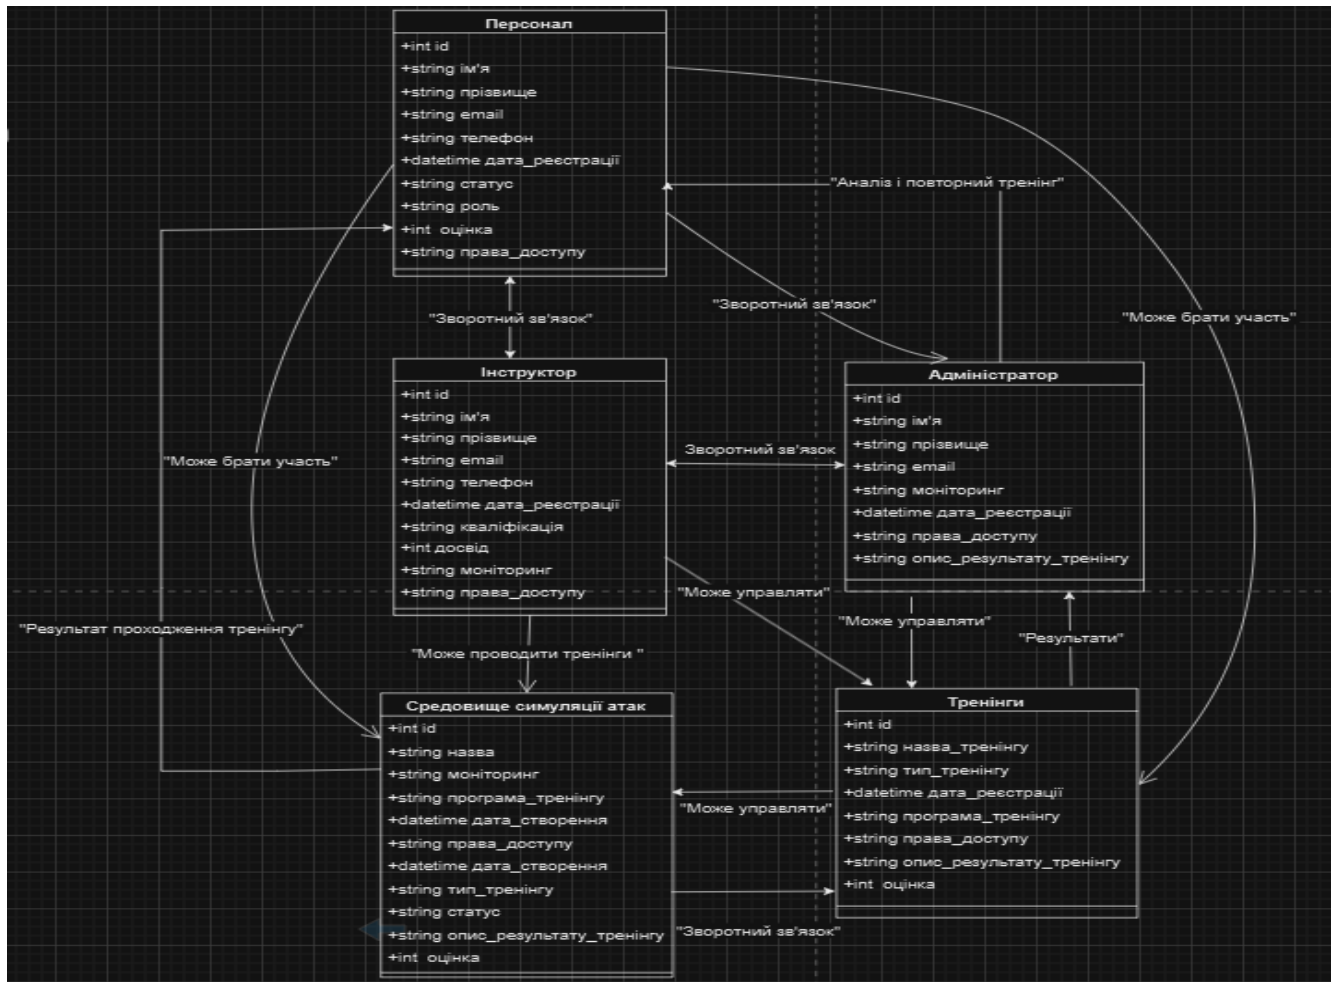 Персонал
+int id
+string ім'я
+string прізвище
+string email
+string телефон
+datetime дата_реєстрації
+string статус
+string роль
+int оцінка
+string права_доступу
"Аналіз і повторний тренінг"
"Зворотний зв'язок"
"Зворотний зв'язок"
"Може брати участь"
Інструктор
+int id
+string ім'я
+string прізвище
+string email
+string телефон
+datetime дата_реєстрації
+string кваліфікація
+int досвід
+string моніторинг
+string права_доступу
Зворотний зв'язок
Адміністратор
+int id
+string ім'я
+string прізвище
+string email
+string моніторинг
+datetime дата_реєстрації
+string права_доступу
+string опис_результату_тренінгу
"Може брати участь"
"Результат проходження тренінгу"
"Може управляти"
"Може управляти"
"Результати"
"Може проводити тренінги "
Средовище симуляції атак
+int id
+string назва
+string моніторинг
+string програма_тренінгу
+datetime дата_створення
+string права_доступу
+datetime дата_створення
+string тип_тренінгу
+string статус
+string опис_результату_тренінгу
+int оцінка
"Може управляти"
"Зворотний зв'язок"
Тренінги
+int id
+string назва_тренінгу
+string тип_тренінгу
+datetime дата_реєстрації
+string програма_тренінгу
+string права_доступу
+string опис_результату_тренінгу
+int оцінка